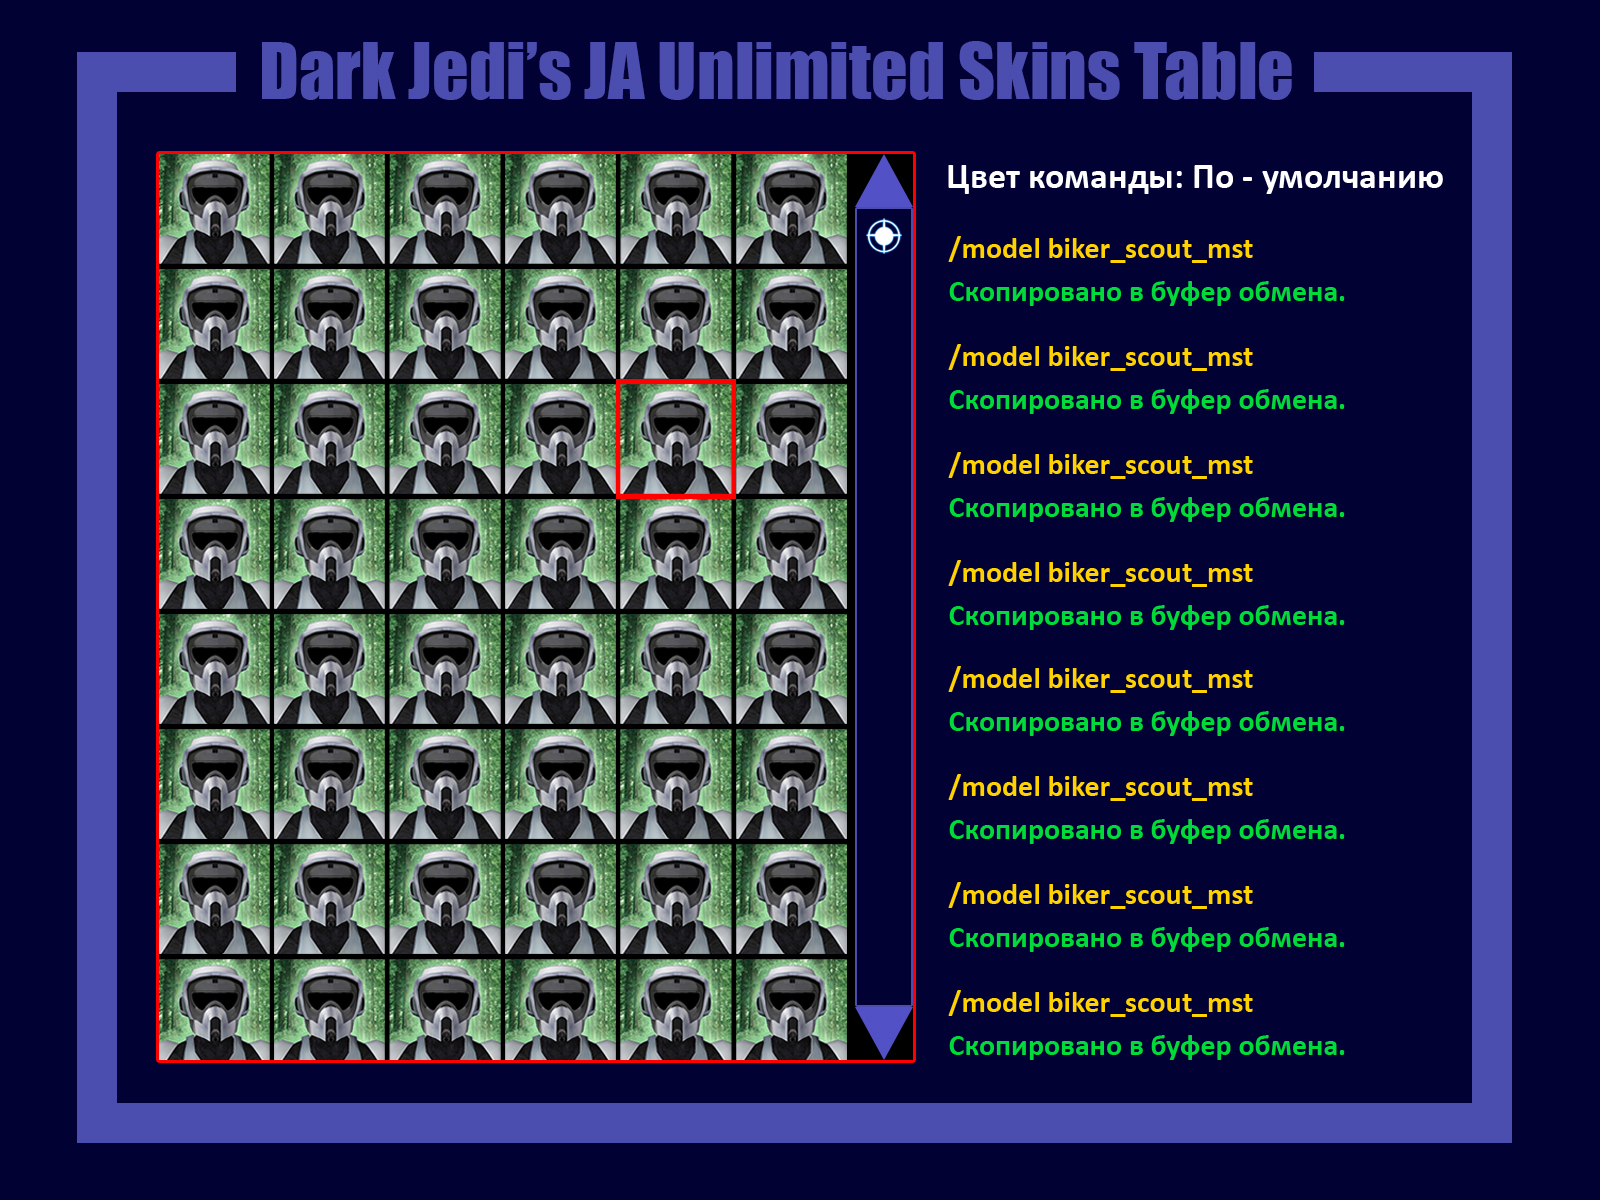 Dark Jedi’s JA Unlimited Skins Table
Цвет команды: По - умолчанию
/model biker_scout_mst
Скопировано в буфер обмена.
/model biker_scout_mst
Скопировано в буфер обмена.
/model biker_scout_mst
Скопировано в буфер обмена.
/model biker_scout_mst
Скопировано в буфер обмена.
/model biker_scout_mst
Скопировано в буфер обмена.
/model biker_scout_mst
Скопировано в буфер обмена.
/model biker_scout_mst
Скопировано в буфер обмена.
/model biker_scout_mst
Скопировано в буфер обмена.